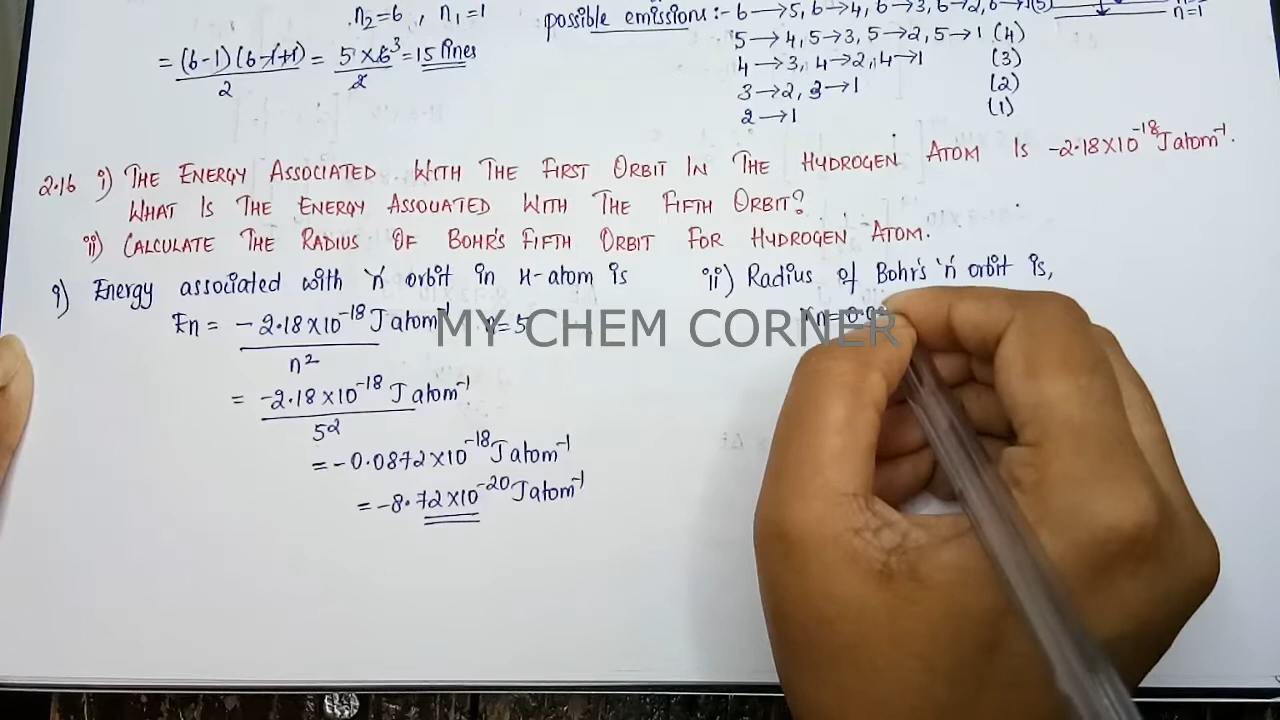 n₂=6 , n₁=1
possible emissions :- 6→5, 6→4, 6→3, 6→2, 6→1(5)
n=1
= (6-1)(6-1+1)/2 = 5×6³/2 = 15 lines
5→4, 5→3, 5→2, 5→1 (4)
4→3, 4→2, 4→1 (3)
3→2, 3→1 (2)
2→1 (1)
2.16 i) THE ENERGY ASSOCIATED WITH THE FIRST ORBIT IN THE HYDROGEN ATOM IS -2.18×10⁻¹⁸ J atom⁻¹.
WHAT IS THE ENERGY ASSOUATED WITH THE FIFTH ORBIT?
ii) CALCULATE THE RADIUS OF BOHR'S FIFTH ORBIT FOR HYDROGEN ATOM.
i) Energy associated with 'n' orbit in H-atom is
En = -2.18×10⁻¹⁸ J atom⁻¹/n² n=5
= -2.18×10⁻¹⁸ J atom⁻¹/5²
= -0.0872×10⁻¹⁸ J atom⁻¹
= -8.72×10⁻²⁰ J atom⁻¹
ii) Radius of Bohr's 'n' orbit is,
MY CHEM CORNER